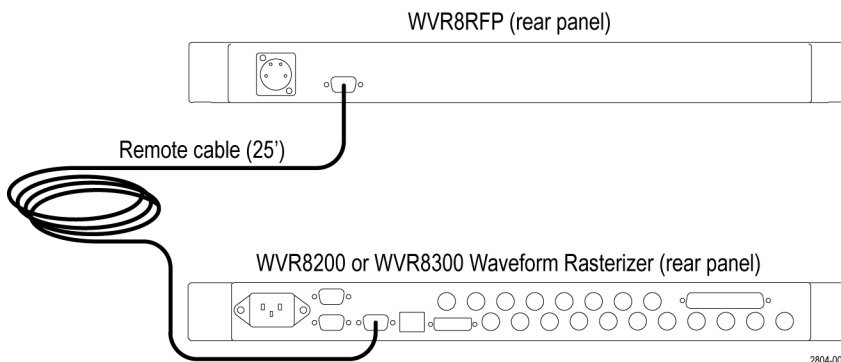 WVR8RFP (rear panel)
Remote cable (25’)
WVR8200 or WVR8300 Waveform Rasterizer (rear panel)